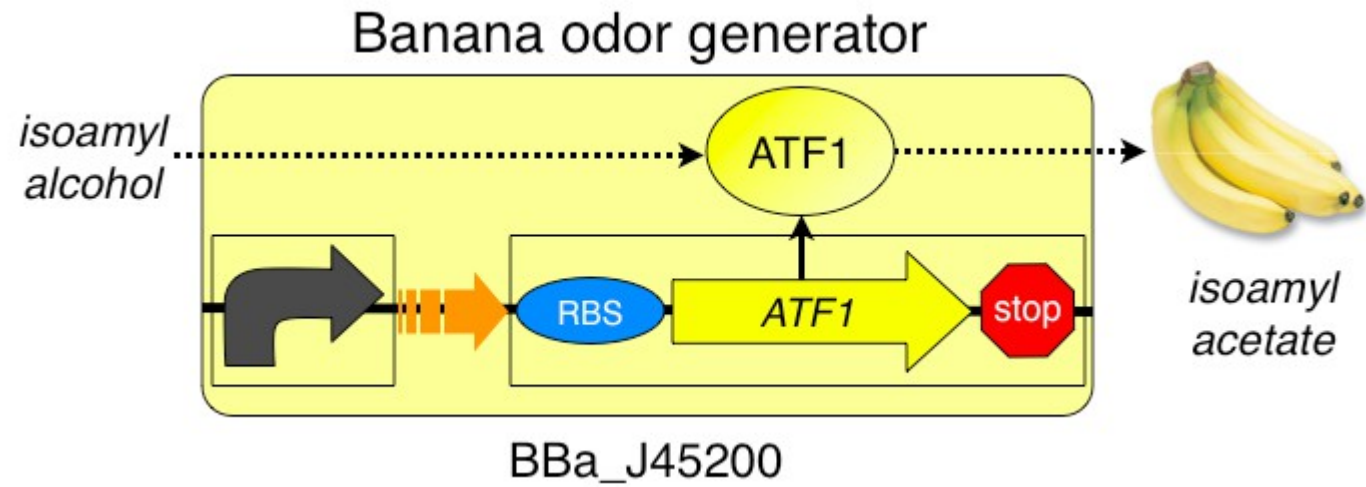 Banana odor generator
isoamyl
alcohol
ATF1
RBS
ATF1
stop
isoamyl
acetate
BBa_J45200